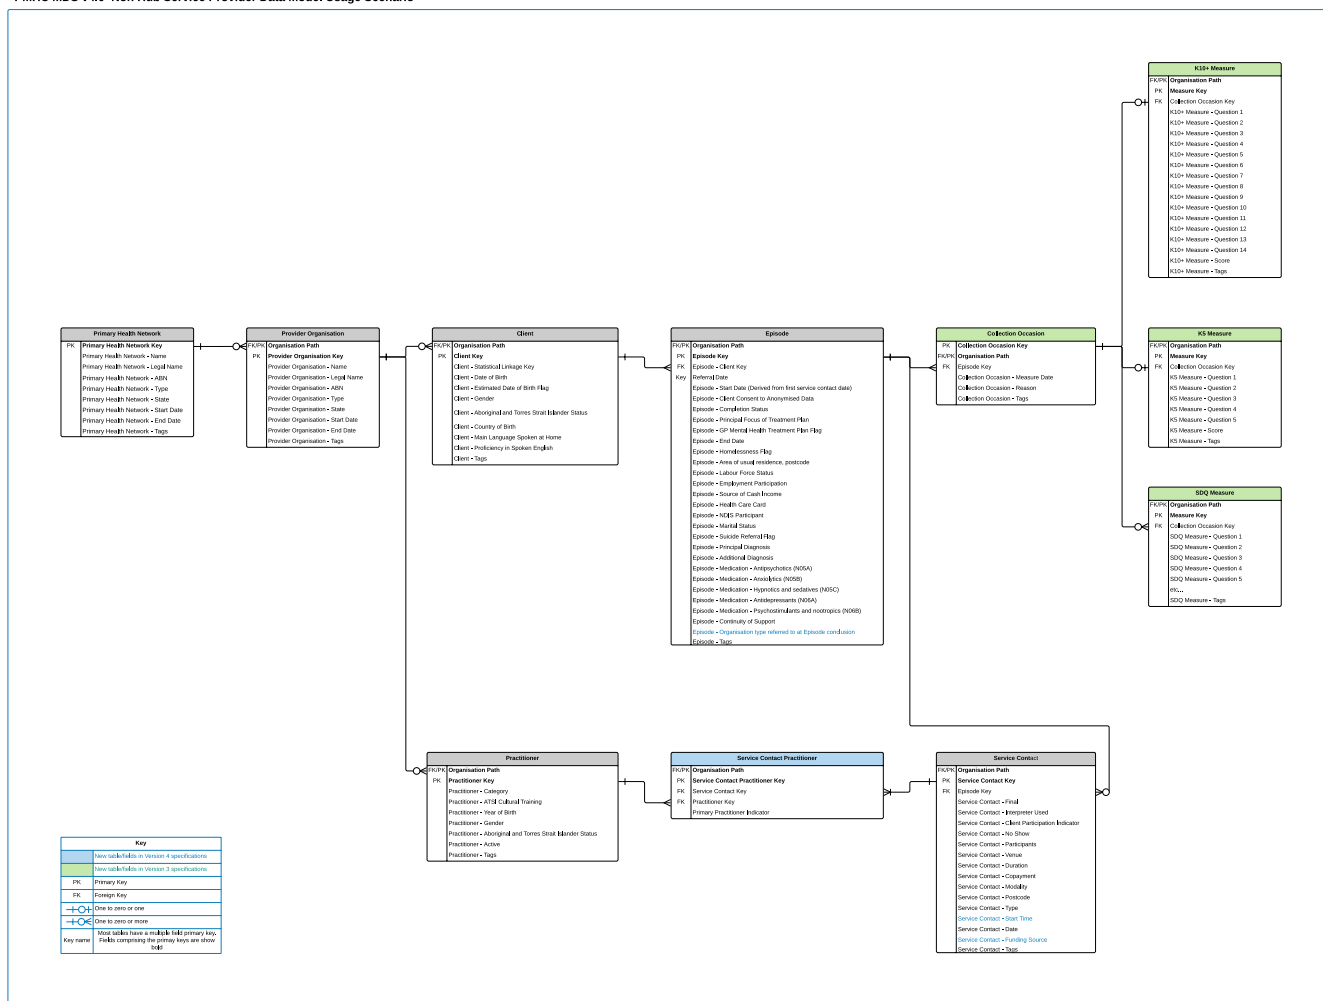 K10+ Measure
FK/PK Organisation Path
PK Measure Key
FK Collection Occasion Key
K10+ Measure - Question 1
K10+ Measure - Question 2
K10+ Measure - Question 3
K10+ Measure - Question 4
K10+ Measure - Question 5
K10+ Measure - Question 6
K10+ Measure - Question 7
K10+ Measure - Question 8
K10+ Measure - Question 9
K10+ Measure - Question 10
K10+ Measure - Question 11
K10+ Measure - Question 12
K10+ Measure - Question 13
K10+ Measure - Question 14
K10+ Measure - Score
K10+ Measure - Tags
Primary Health Network
PK Primary Health Network Key
Primary Health Network - Name
Primary Health Network - Legal Name
Primary Health Network - ABN
Primary Health Network - Type
Primary Health Network - State
Primary Health Network - Start Date
Primary Health Network - End Date
Primary Health Network - Tags
Provider Organisation
FK/PK Organisation Path
PK Provider Organisation Key
Provider Organisation - Name
Provider Organisation - Legal Name
Provider Organisation - ABN
Provider Organisation - Type
Provider Organisation - State
Provider Organisation - Start Date
Provider Organisation - End Date
Provider Organisation - Tags
Client
FK/PK Organisation Path
PK Client Key
Client - Statistical Linkage Key
Client - Date of Birth
Client - Estimated Date of Birth Flag
Client - Gender
Client - Aboriginal and Torres Strait Islander Status
Client - Country of Birth
Client - Main Language Spoken at Home
Client - Proficiency in Spoken English
Client - Tags
Episode
FK/PK Organisation Path
PK Episode Key
FK Episode - Client Key
Key Referral Date
Episode - Start Date (Derived from first service contact date)
Episode - Client Consent to Anonymised Data
Episode - Completion Status
Episode - Principal Focus of Treatment Plan
Episode - GP Mental Health Treatment Plan Flag
Episode - End Date
Episode - Homelessness Flag
Episode - Area of usual residence, postcode
Episode - Labour Force Status
Episode - Employment Participation
Episode - Source of Cash Income
Episode - Health Care Card
Episode - NDIS Participant
Episode - Marital Status
Episode - Suicide Referral Flag
Episode - Principal Diagnosis
Episode - Additional Diagnosis
Episode - Medication - Antipsychotics (N05A)
Episode - Medication - Anxiolytics (N05B)
Episode - Medication - Hypnotics and sedatives (N05C)
Episode - Medication - Antidepressants (N06A)
Episode - Medication - Psychostimulants and nootropics (N06B)
Episode - Continuity of Support
Episode - Organisation type referred to at Episode conclusion
Episode - Tags
Collection Occasion
PK Collection Occasion Key
FK/PK Organisation Path
FK Episode Key
Collection Occasion - Measure Date
Collection Occasion - Reason
Collection Occasion - Tags
K5 Measure
FK/PK Organisation Path
PK Measure Key
FK Collection Occasion Key
K5 Measure - Question 1
K5 Measure - Question 2
K5 Measure - Question 3
K5 Measure - Question 4
K5 Measure - Question 5
K5 Measure - Score
K5 Measure - Tags
SDQ Measure
FK/PK Organisation Path
PK Measure Key
FK Collection Occasion Key
SDQ Measure - Question 1
SDQ Measure - Question 2
SDQ Measure - Question 3
SDQ Measure - Question 4
SDQ Measure - Question 5
etc...
SDQ Measure - Tags
Practitioner
FK/PK Organisation Path
PK Practitioner Key
Practitioner - Category
Practitioner - ATSI Cultural Training
Practitioner - Year of Birth
Practitioner - Gender
Practitioner - Aboriginal and Torres Strait Islander Status
Practitioner - Active
Practitioner - Tags
Service Contact Practitioner
FK/PK Organisation Path
PK Service Contact Practitioner Key
FK Service Contact Key
FK Practitioner Key
Primary Practitioner Indicator
Service Contact
FK/PK Organisation Path
PK Service Contact Key
FK Episode Key
Service Contact - Final
Service Contact - Interpreter Used
Service Contact - Client Participation Indicator
Service Contact - No Show
Service Contact - Participants
Service Contact - Venue
Service Contact - Duration
Service Contact - Copayment
Service Contact - Modality
Service Contact - Postcode
Service Contact - Type
Service Contact - Start Time
Service Contact - Date
Service Contact - Funding Source
Service Contact - Tags
Key
New table/fields in Version 4 specifications
New table/fields in Version 3 specifications
PK Primary Key
FK Foreign Key
One to zero or one
One to zero or more
Key name Most tables have a multiple field primary key.
Fields comprising the primay keys are show
bold